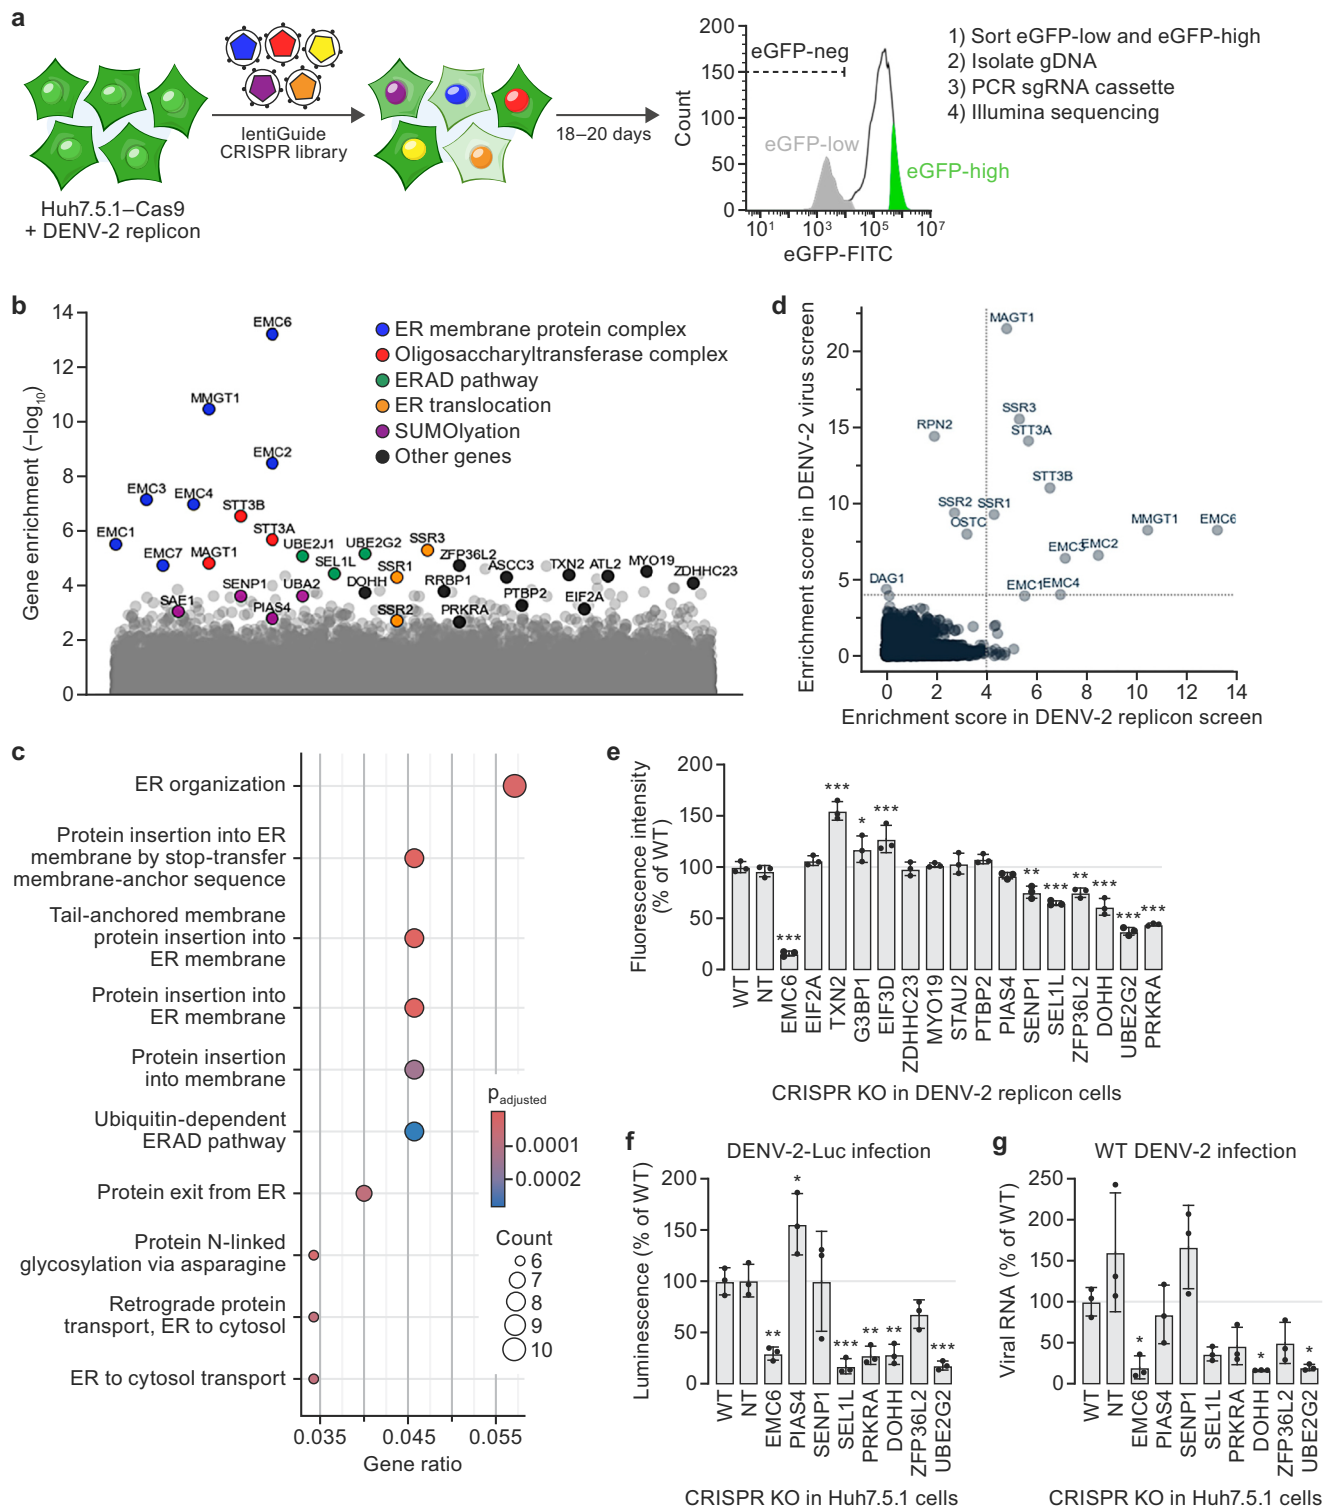 a
lentiGuide
CRISPR library
Huh7.5.1–Cas9
+ DENV-2 replicon
18–20 days
Count
200
150
100
50
0
eGFP-neg
eGFP-low
eGFP-high
10¹
10³
10⁵
10⁷
eGFP-FITC
1) Sort eGFP-low and eGFP-high
2) Isolate gDNA
3) PCR sgRNA cassette
4) Illumina sequencing
b
Gene enrichment (–log₁₀)
14
12
10
8
6
4
2
0
EMC6
MMGT1
EMC2
EMC3
EMC4
STT3B
EMC1
STT3A
EMC7
MAGT1
UBE2J1
UBE2G2
SSR3
SEL1L
SSR1
ZFP36L2
ASCC3
TXN2
ATL2
MYO19
ZDHHC23
SENP1
UBA2
DOHH
RRBP1
PTBP2
EIF2A
SAE1
PIAS4
SSR2
PRKRA
ER membrane protein complex
Oligosaccharyltransferase complex
ERAD pathway
ER translocation
SUMOlyation
Other genes
d
Enrichment score in DENV-2 virus screen
20
15
10
5
0
MAGT1
SSR3
RPN2
STT3A
STT3B
SSR2
SSR1
OSTC
MMGT1
EMC6
EMC3
EMC2
DAG1
EMC1
EMC4
0
2
4
6
8
10
12
14
Enrichment score in DENV-2 replicon screen
c
ER organization
Protein insertion into ER
membrane by stop-transfer
membrane-anchor sequence
Tail-anchored membrane
protein insertion into
ER membrane
Protein insertion into
ER membrane
Protein insertion
into membrane
Ubiquitin-dependent
ERAD pathway
Protein exit from ER
Protein N-linked
glycosylation via asparagine
Retrograde protein
transport, ER to cytosol
ER to cytosol transport
0.035
0.045
0.055
Gene ratio
p adjusted
0.0001
0.0002
Count
6
7
8
9
10
e
Fluorescence intensity
(% of WT)
200
150
100
50
0
***
***
*
***
**
***
**
***
***
***
WT
NT
EMC6
EIF2A
TXN2
G3BP1
EIF3D
ZDHHC23
MYO19
STAU2
PTBP2
PIAS4
SENP1
SEL1L
ZFP36L2
DOHH
UBE2G2
PRKRA
CRISPR KO in DENV-2 replicon cells
f
DENV-2-Luc infection
Luminescence (% of WT)
200
150
100
50
0
**
*
***
**
**
***
WT
NT
EMC6
PIAS4
SENP1
SEL1L
PRKRA
DOHH
ZFP36L2
UBE2G2
CRISPR KO in Huh7.5.1 cells
g
WT DENV-2 infection
Viral RNA (% of WT)
250
200
150
100
50
0
*
*
*
WT
NT
EMC6
PIAS4
SENP1
SEL1L
PRKRA
DOHH
ZFP36L2
UBE2G2
CRISPR KO in Huh7.5.1 cells